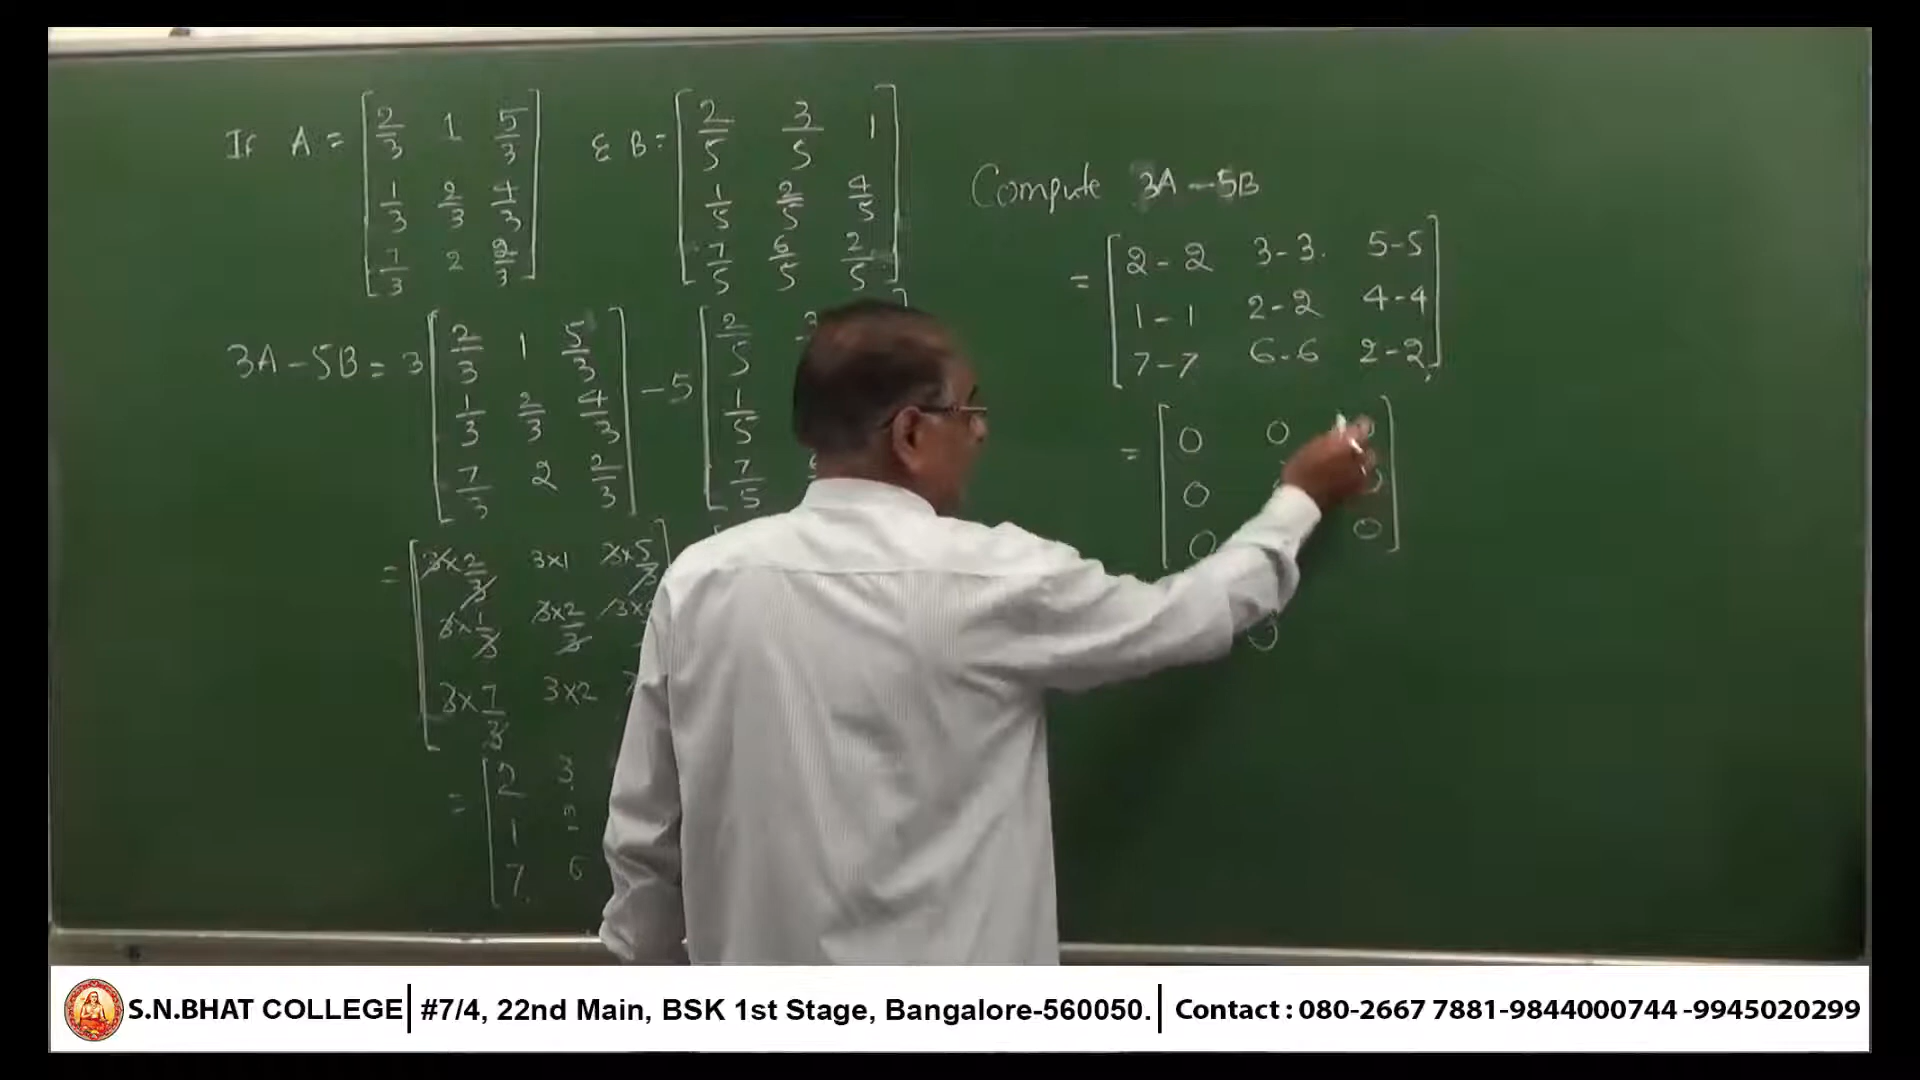 If A = [ 2/3 1 5/3 ] & B = [ 2/5 3/5 1 ]
[ 1/3 2/3 4/3 ] [ 1/5 2/5 4/5 ]
[ 7/3 2 2/3 ] [ 7/5 6/5 2/5 ]
3A - 5B = 3 [ 2/3 1 5/3 ] - 5 [ 2/5
[ 1/3 2/3 4/3 ] [ 1/5
[ 7/3 2 2/3 ] [ 7/5
= [ 3×2/3 3×1 3×5/3 ]
3×1/3 3×2/3 3×
3×7/3 3×2
= [ 2 3
1
7 6
Compute 3A - 5B
= [ 2-2 3-3 5-5 ]
[ 1-1 2-2 4-4 ]
[ 7-7 6-6 2-2 ]
= [ 0 0
0
0 0 ]
S.N.BHAT COLLEGE | #7/4, 22nd Main, BSK 1st Stage, Bangalore-560050. | Contact : 080-2667 7881-9844000744 -9945020299